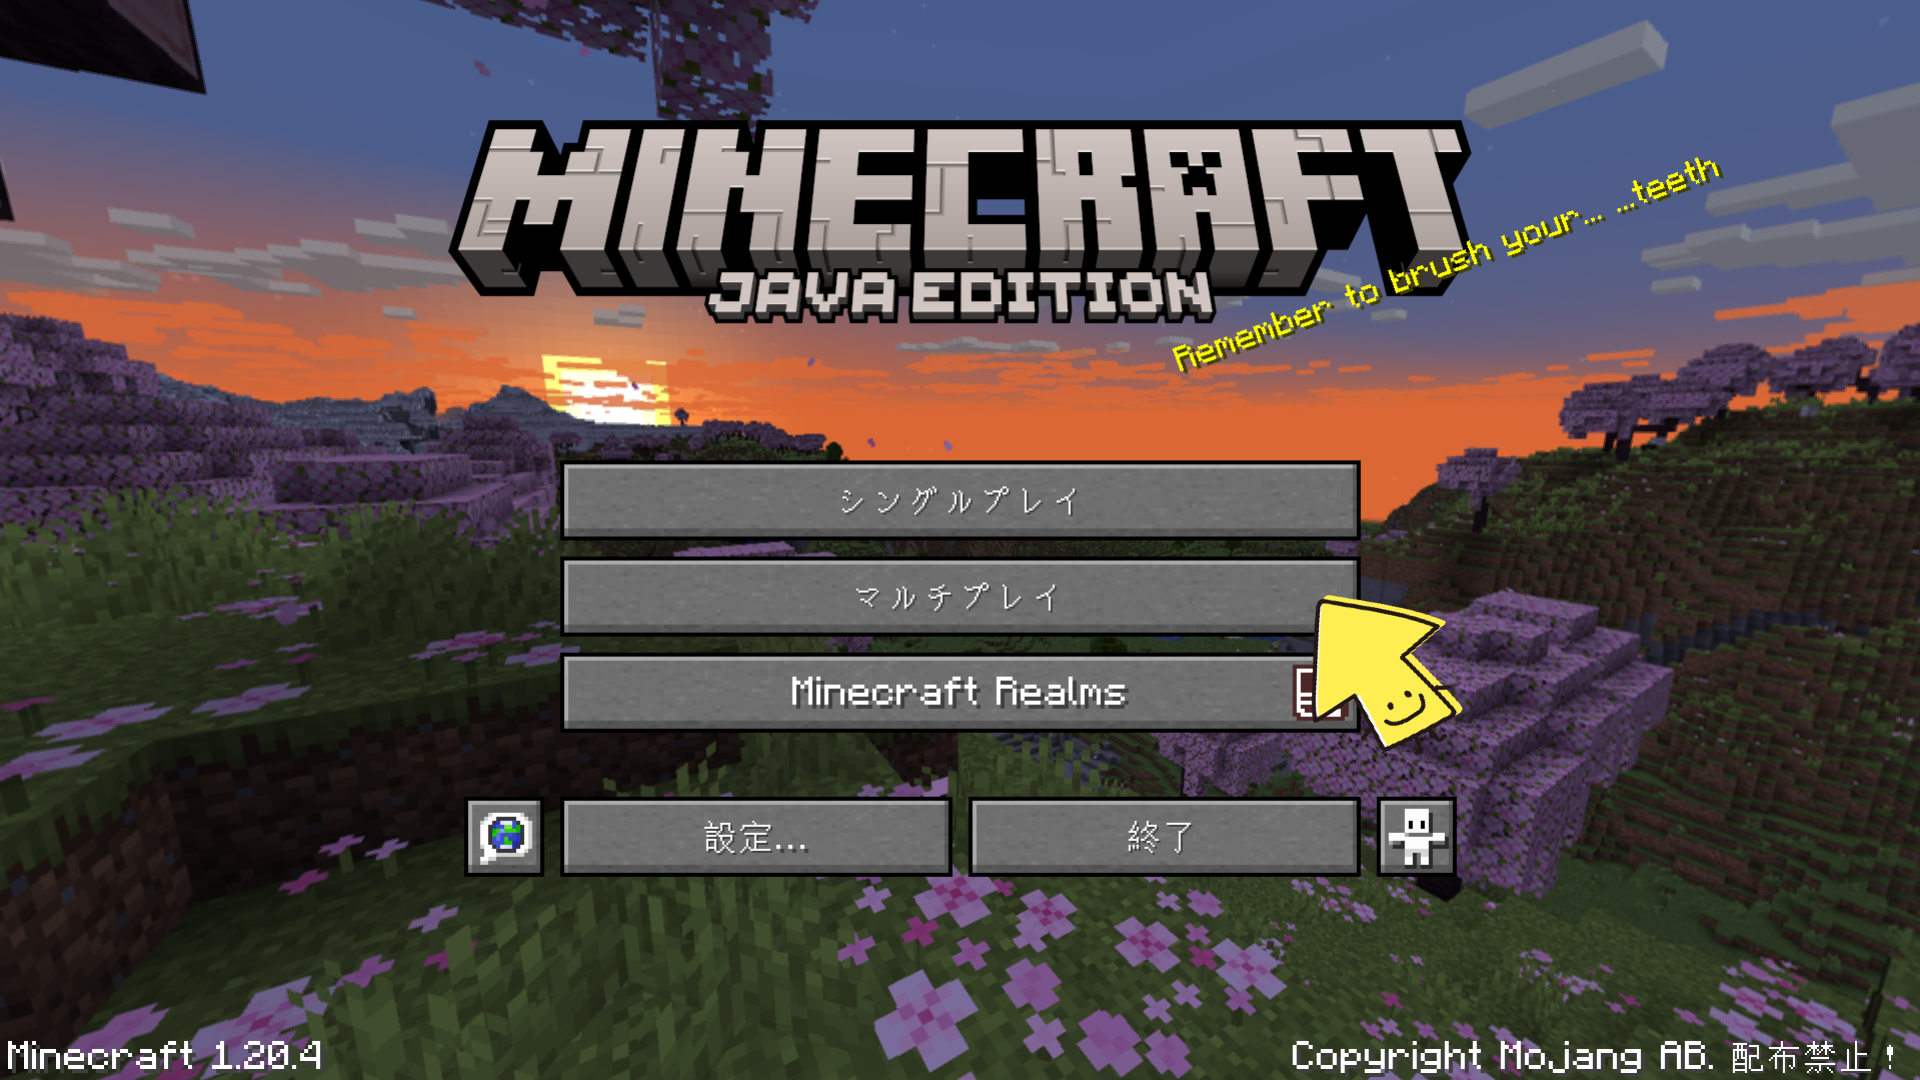 MINECRAFT
JAVA EDITION
Remember to brush your... ...teeth
シングルプレイ
マルチプレイ
Minecraft Realms
設定...
終了
Minecraft 1.20.4
Copyright Mojang AB. 配布禁止!